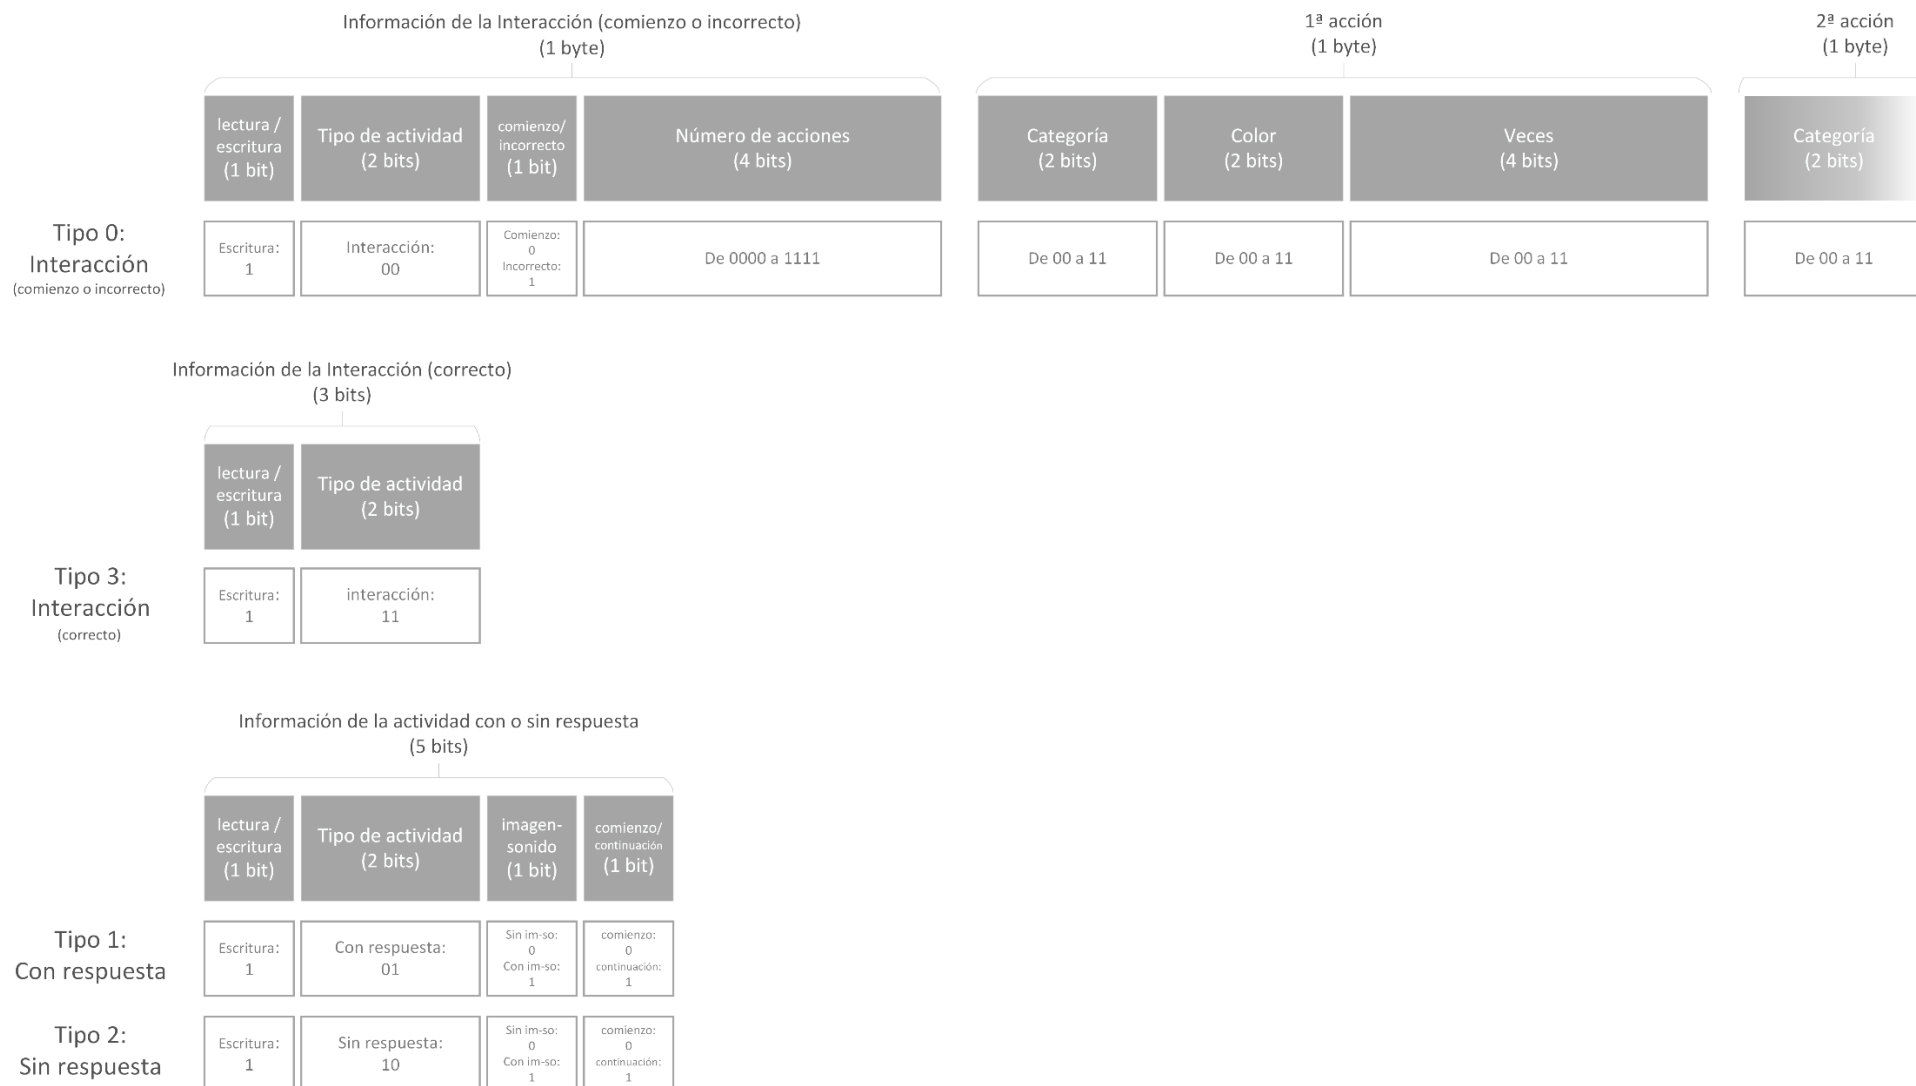 Información de la Interacción (comienzo o incorrecto)
(1 byte)
1ª acción
(1 byte)
2ª acción
(1 byte)
lectura /
escritura
(1 bit)
Tipo de actividad
(2 bits)
comienzo/
incorrecto
(1 bit)
Número de acciones
(4 bits)
Categoría
(2 bits)
Color
(2 bits)
Veces
(4 bits)
Categoría
(2 bits)
Tipo 0:
Interacción
(comienzo o incorrecto)
Escritura:
1
Interacción:
00
Comienzo:
0
Incorrecto:
1
De 0000 a 1111
De 00 a 11
De 00 a 11
De 00 a 11
De 00 a 11
Información de la Interacción (correcto)
(3 bits)
lectura /
escritura
(1 bit)
Tipo de actividad
(2 bits)
Tipo 3:
Interacción
(correcto)
Escritura:
1
interacción:
11
Información de la actividad con o sin respuesta
(5 bits)
lectura /
escritura
(1 bit)
Tipo de actividad
(2 bits)
imagen-
sonido
(1 bit)
comienzo/
continuación
(1 bit)
Tipo 1:
Con respuesta
Escritura:
1
Con respuesta:
01
Sin im-so:
0
Con im-so:
1
comienzo:
0
continuación:
1
Tipo 2:
Sin respuesta
Escritura:
1
Sin respuesta:
10
Sin im-so:
0
Con im-so:
1
comienzo:
0
continuación:
1